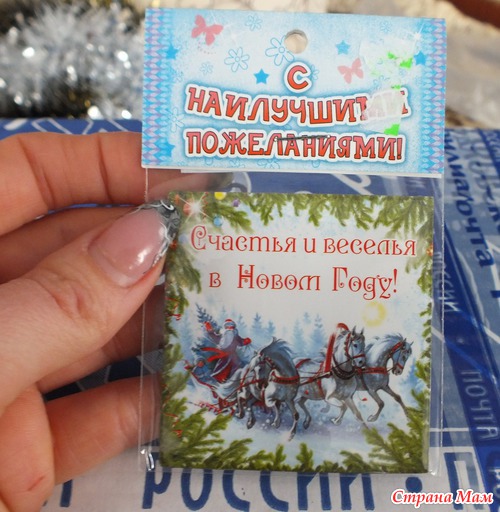 С
НАИЛУЧШИМИ
ПОЖЕЛАНИЯМИ!
Счастья и веселья
в Новом Году!
ПОЧТА
РОССИИ
Страна Мам